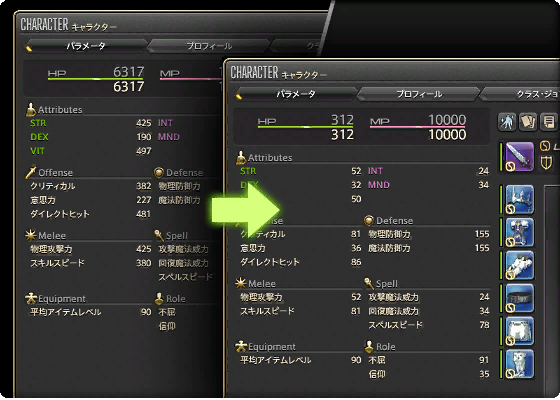 CHARACTER キャラクター
パラメータ プロフィール
HP 6317 MP
6317
Attributes
STR 425 INT
DEX 190 MND
VIT 497
Offense Defense
クリティカル 382 物理防御力
意思力 227 魔法防御力
ダイレクトヒット 481
Melee Spell
物理攻撃力 425 攻撃魔法威力
スキルスピード 380 回復魔法威力
スペルスピード
Equipment Role
平均アイテムレベル 90 不屈
信仰
CHARACTER キャラクター
パラメータ プロフィール クラス・ジョ
HP 312 MP 10000
312 10000
Attributes
STR 52 INT 24
DEX 32 MND 34
50
Defense
クリティカル 81 物理防御力 155
意思力 36 魔法防御力 155
ダイレクトヒット 86
Melee Spell
物理攻撃力 52 攻撃魔法威力 24
スキルスピード 81 回復魔法威力 34
スペルスピード 78
Equipment Role
平均アイテムレベル 90 不屈 91
信仰 35